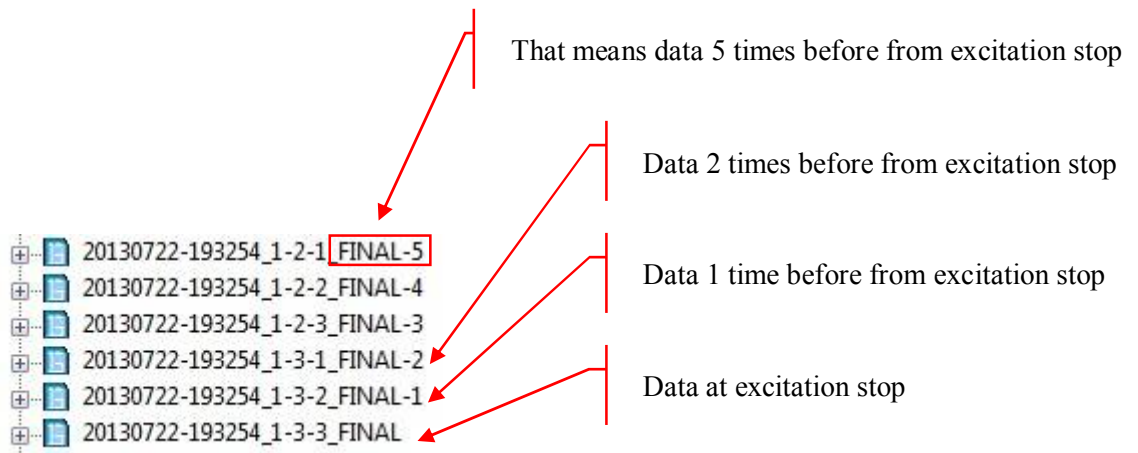 That means data 5 times before from excitation stop
Data 2 times before from excitation stop
20130722-193254_1-2-1_FINAL-5
Data 1 time before from excitation stop
20130722-193254_1-2-2_FINAL-4
20130722-193254_1-2-3_FINAL-3
20130722-193254_1-3-1_FINAL-2
20130722-193254_1-3-2_FINAL-1
Data at excitation stop
20130722-193254_1-3-3_FINAL